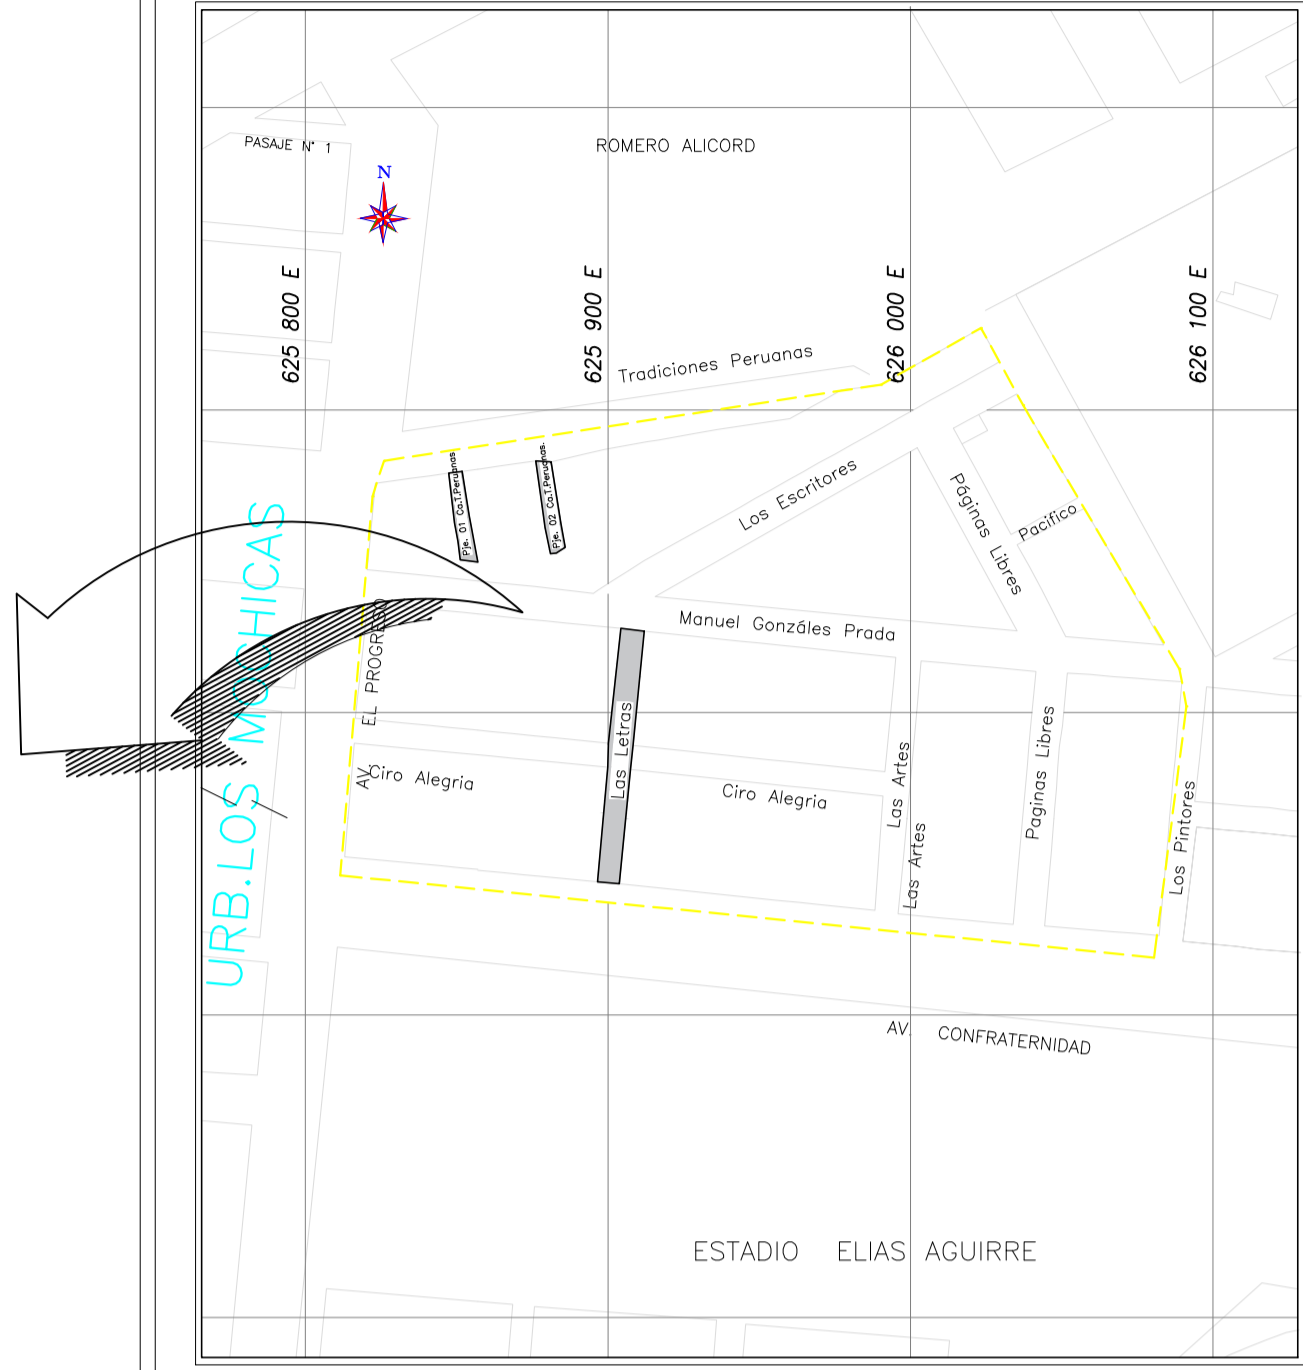 PASAJE N° 1
ROMERO ALICORD
N
625 800 E
625 900 E
626 000 E
626 100 E
Tradiciones Peruanas
Pje. 01 Ca.T.Peruanas
Pje. 02 Ca.T.Peruanas.
Los Escritores
Páginas Libres
Pacifico
URB.LOS MOCHICAS
AV. EL PROGRESO
Manuel Gonzáles Prada
Las Letras
Ciro Alegria
Ciro Alegria
Las Artes
Las Artes
Paginas Libres
Los Pintores
AV. CONFRATERNIDAD
ESTADIO ELIAS AGUIRRE